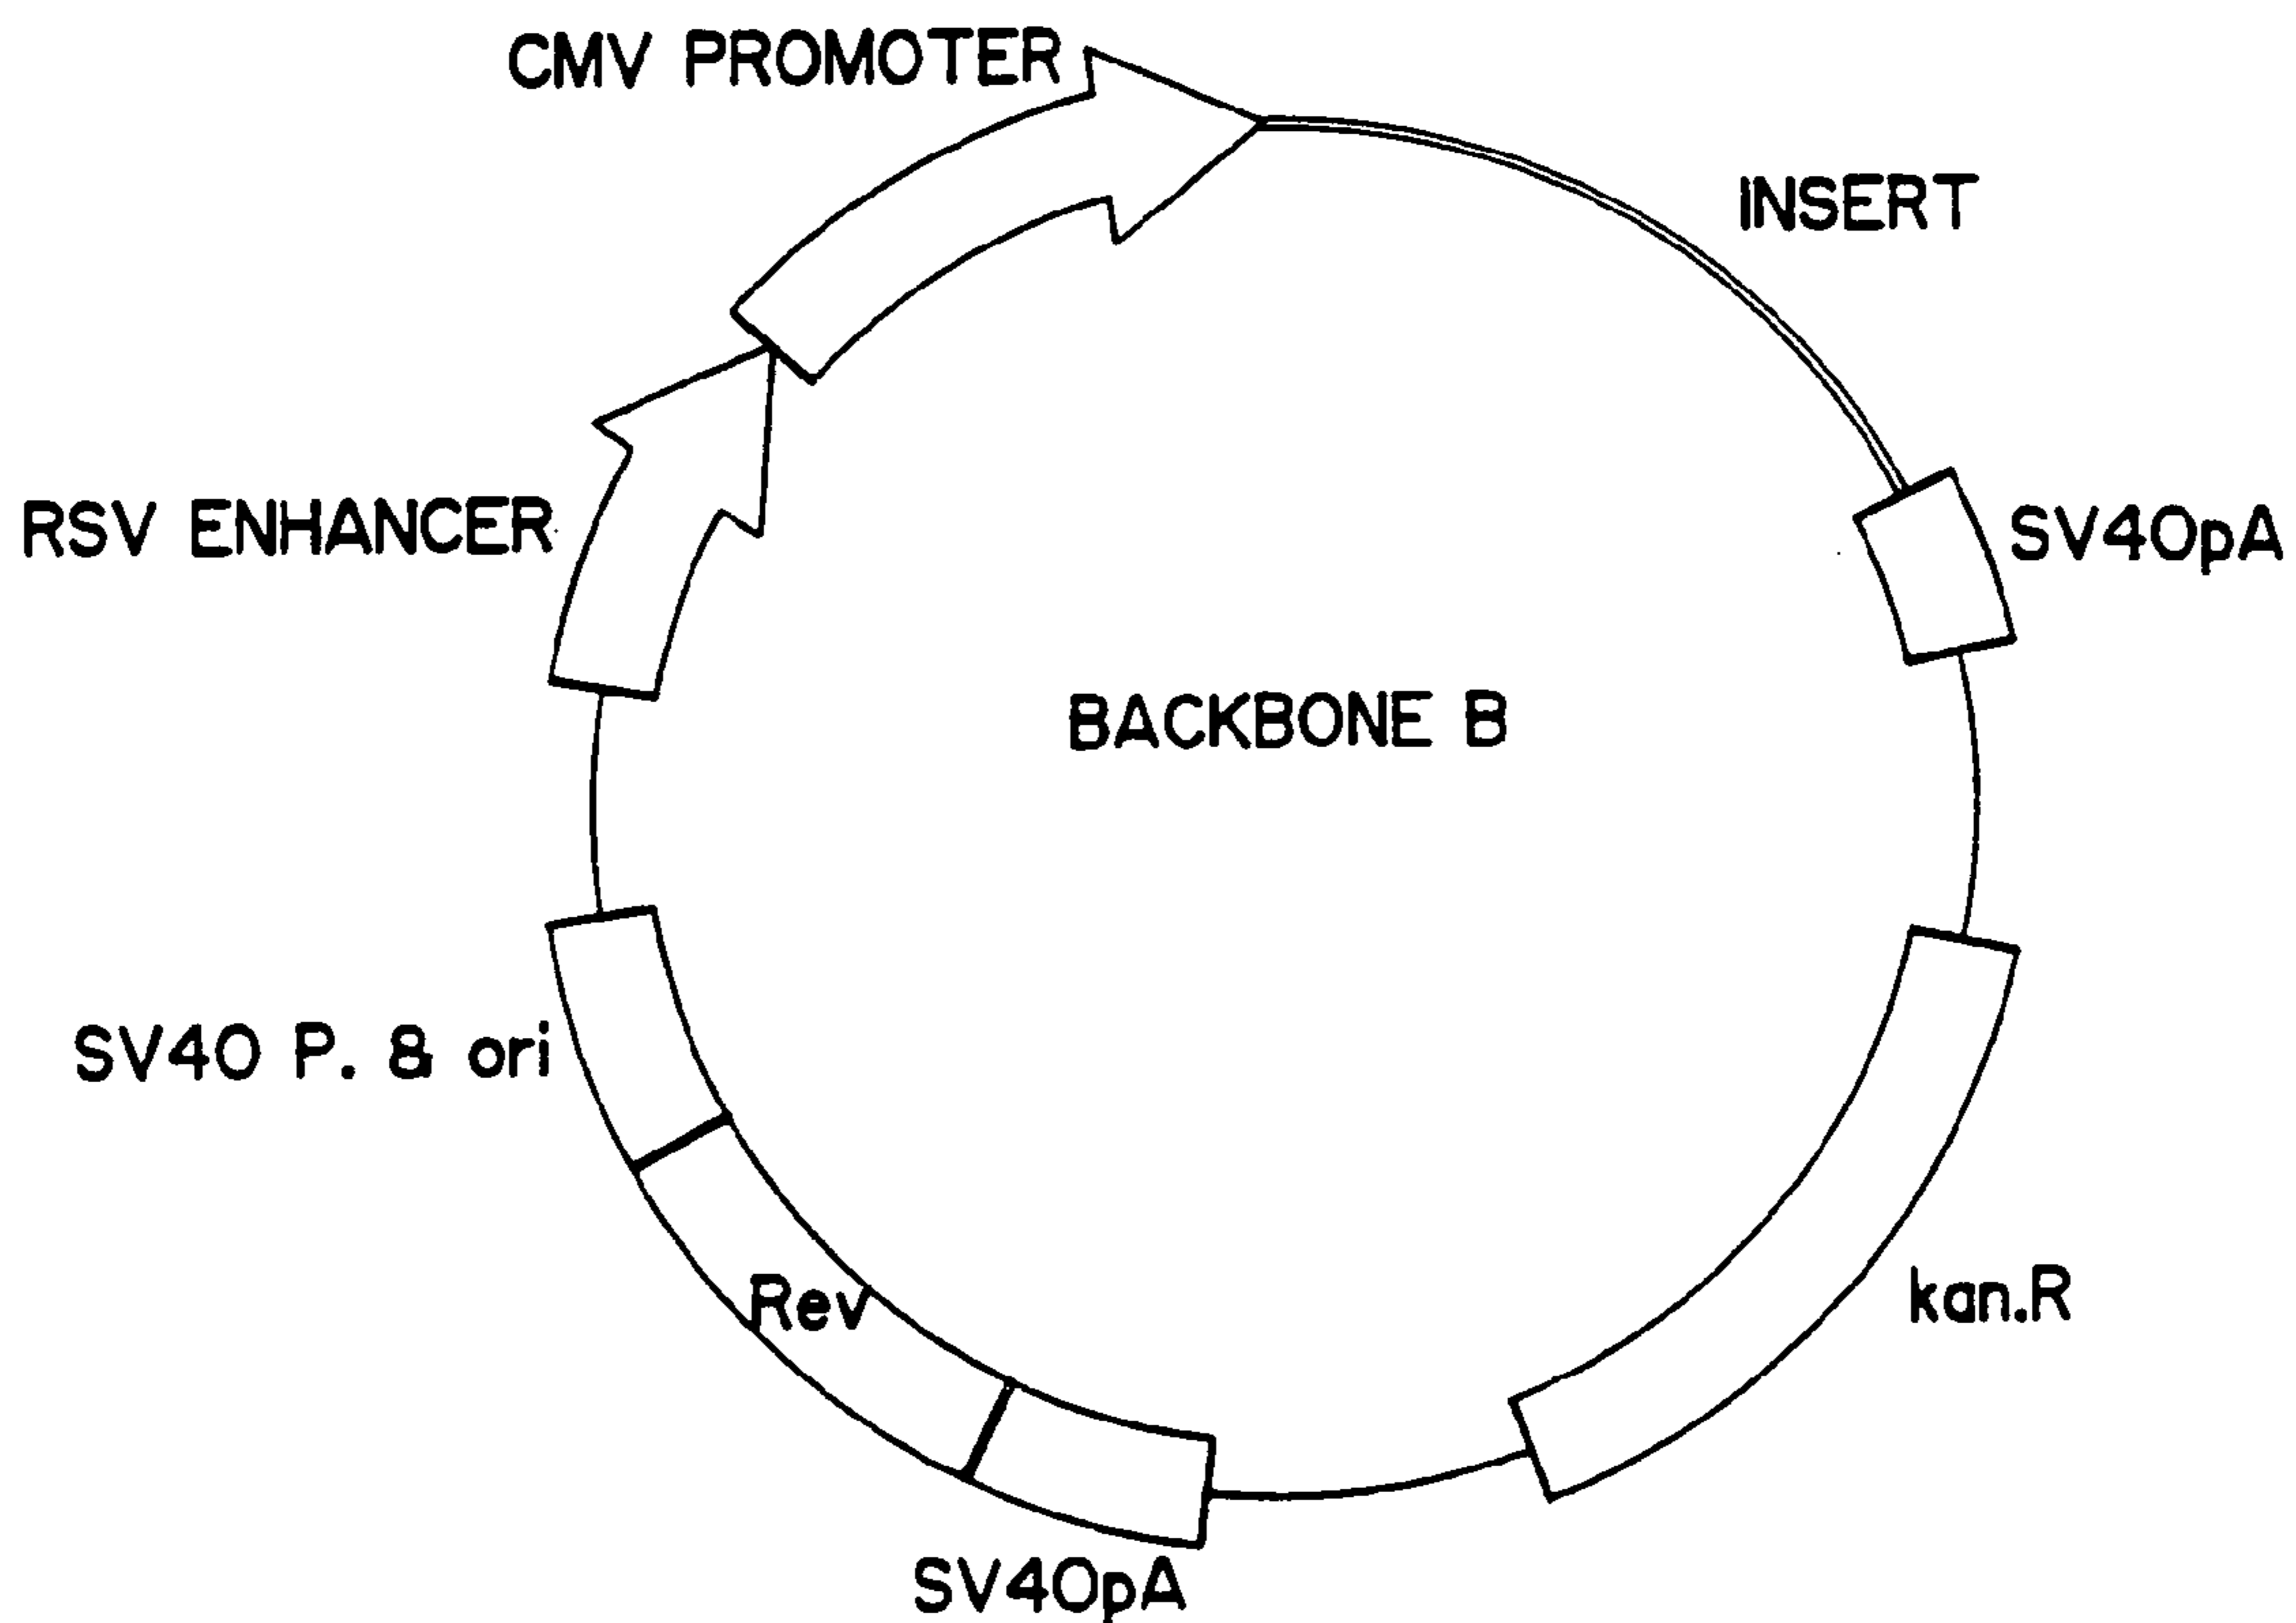 CMV PROMOTER
INSERT
RSV ENHANCER
SV40pA
BACKBONE B
SV40 P. & ori
Rev
kan.R
SV40pA